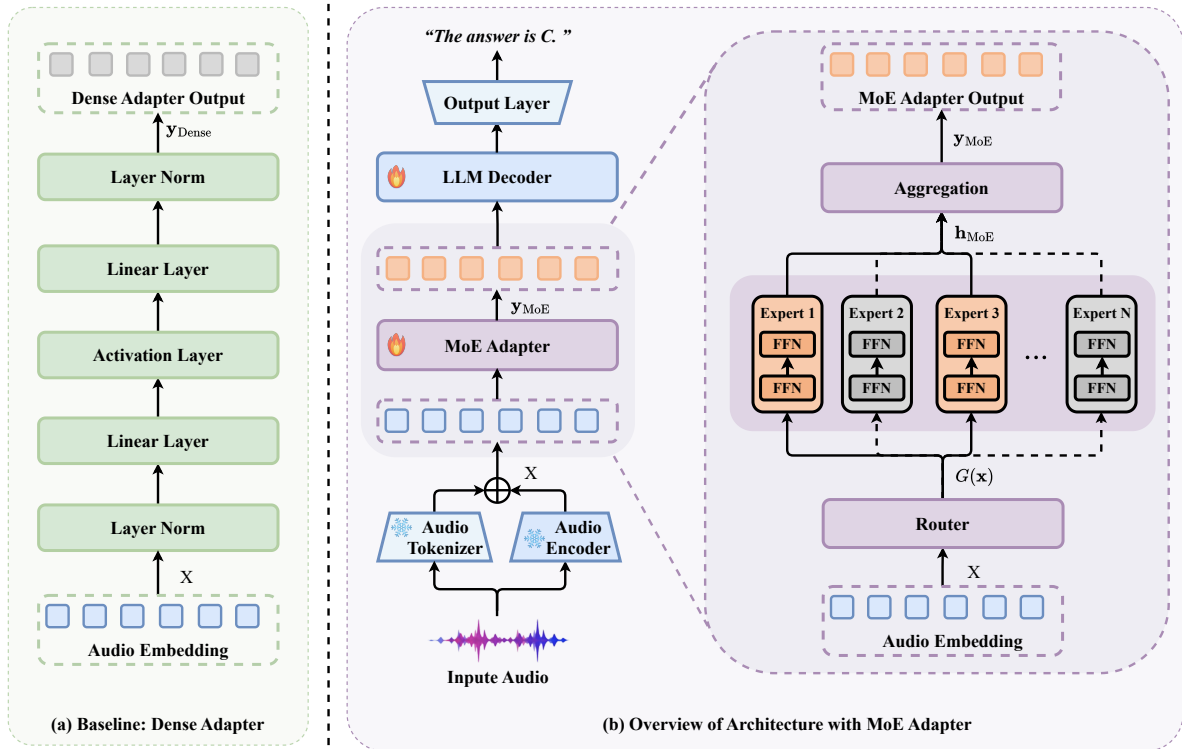 Dense Adapter Output
y_Dense
Layer Norm
Linear Layer
Activation Layer
Linear Layer
Layer Norm
X
Audio Embedding
(a) Baseline: Dense Adapter
“The answer is C. ”
Output Layer
LLM Decoder
y_MoE
MoE Adapter
X
Audio
Tokenizer
Audio
Encoder
Inpute Audio
MoE Adapter Output
y_MoE
Aggregation
h_MoE
Expert 1
FFN
FFN
Expert 2
FFN
FFN
Expert 3
FFN
FFN
...
Expert N
FFN
FFN
G(x)
Router
X
Audio Embedding
(b) Overview of Architecture with MoE Adapter